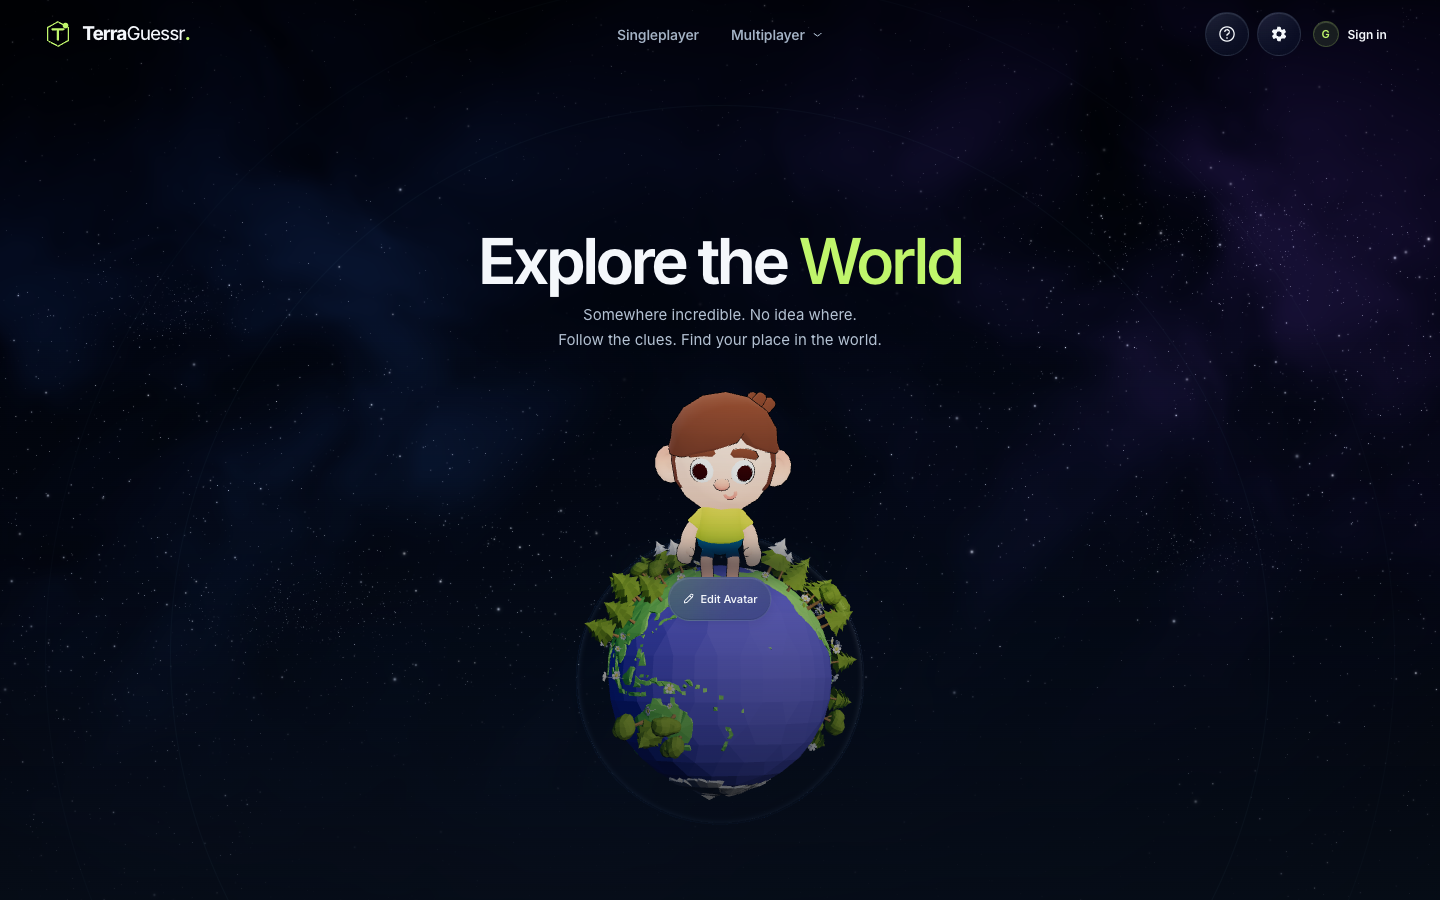 TerraGuessr.
Singleplayer
Multiplayer
G
Sign in
Explore the World
Somewhere incredible. No idea where.
Follow the clues. Find your place in the world.
Edit Avatar